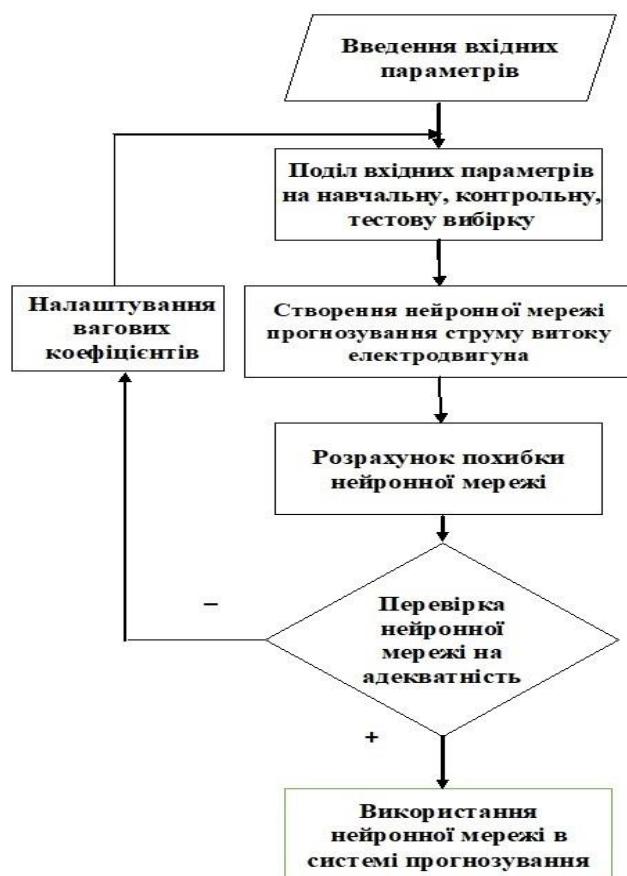 Введення вхідних
параметрів
Поділ вхідних параметрів
на навчальну, контрольну,
тестову вибірку
Налаштування
вагових
коефіцієнтів
Створення нейронної мережі
прогнозування струму витоку
електродвигуна
Розрахунок похибки
нейронної мережі
Перевірка
нейронної
мережі на
адекватність
–
+
Використання
нейронної мережі в
системі прогнозування